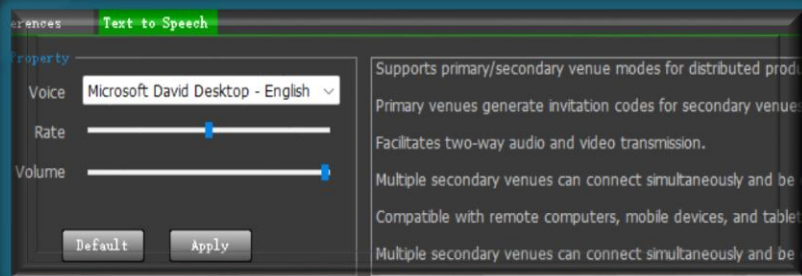 erences
Text to Speech
Property
Voice
Microsoft David Desktop - English
Rate
Volume
Default
Apply
Supports primary/secondary venue modes for distributed
Primary venues generate invitation codes for secondary venues
Facilitates two-way audio and video transmission.
Multiple secondary venues can connect simultaneously and be
Compatible with remote computers, mobile devices, and tablet
Multiple secondary venues can connect simultaneously and be